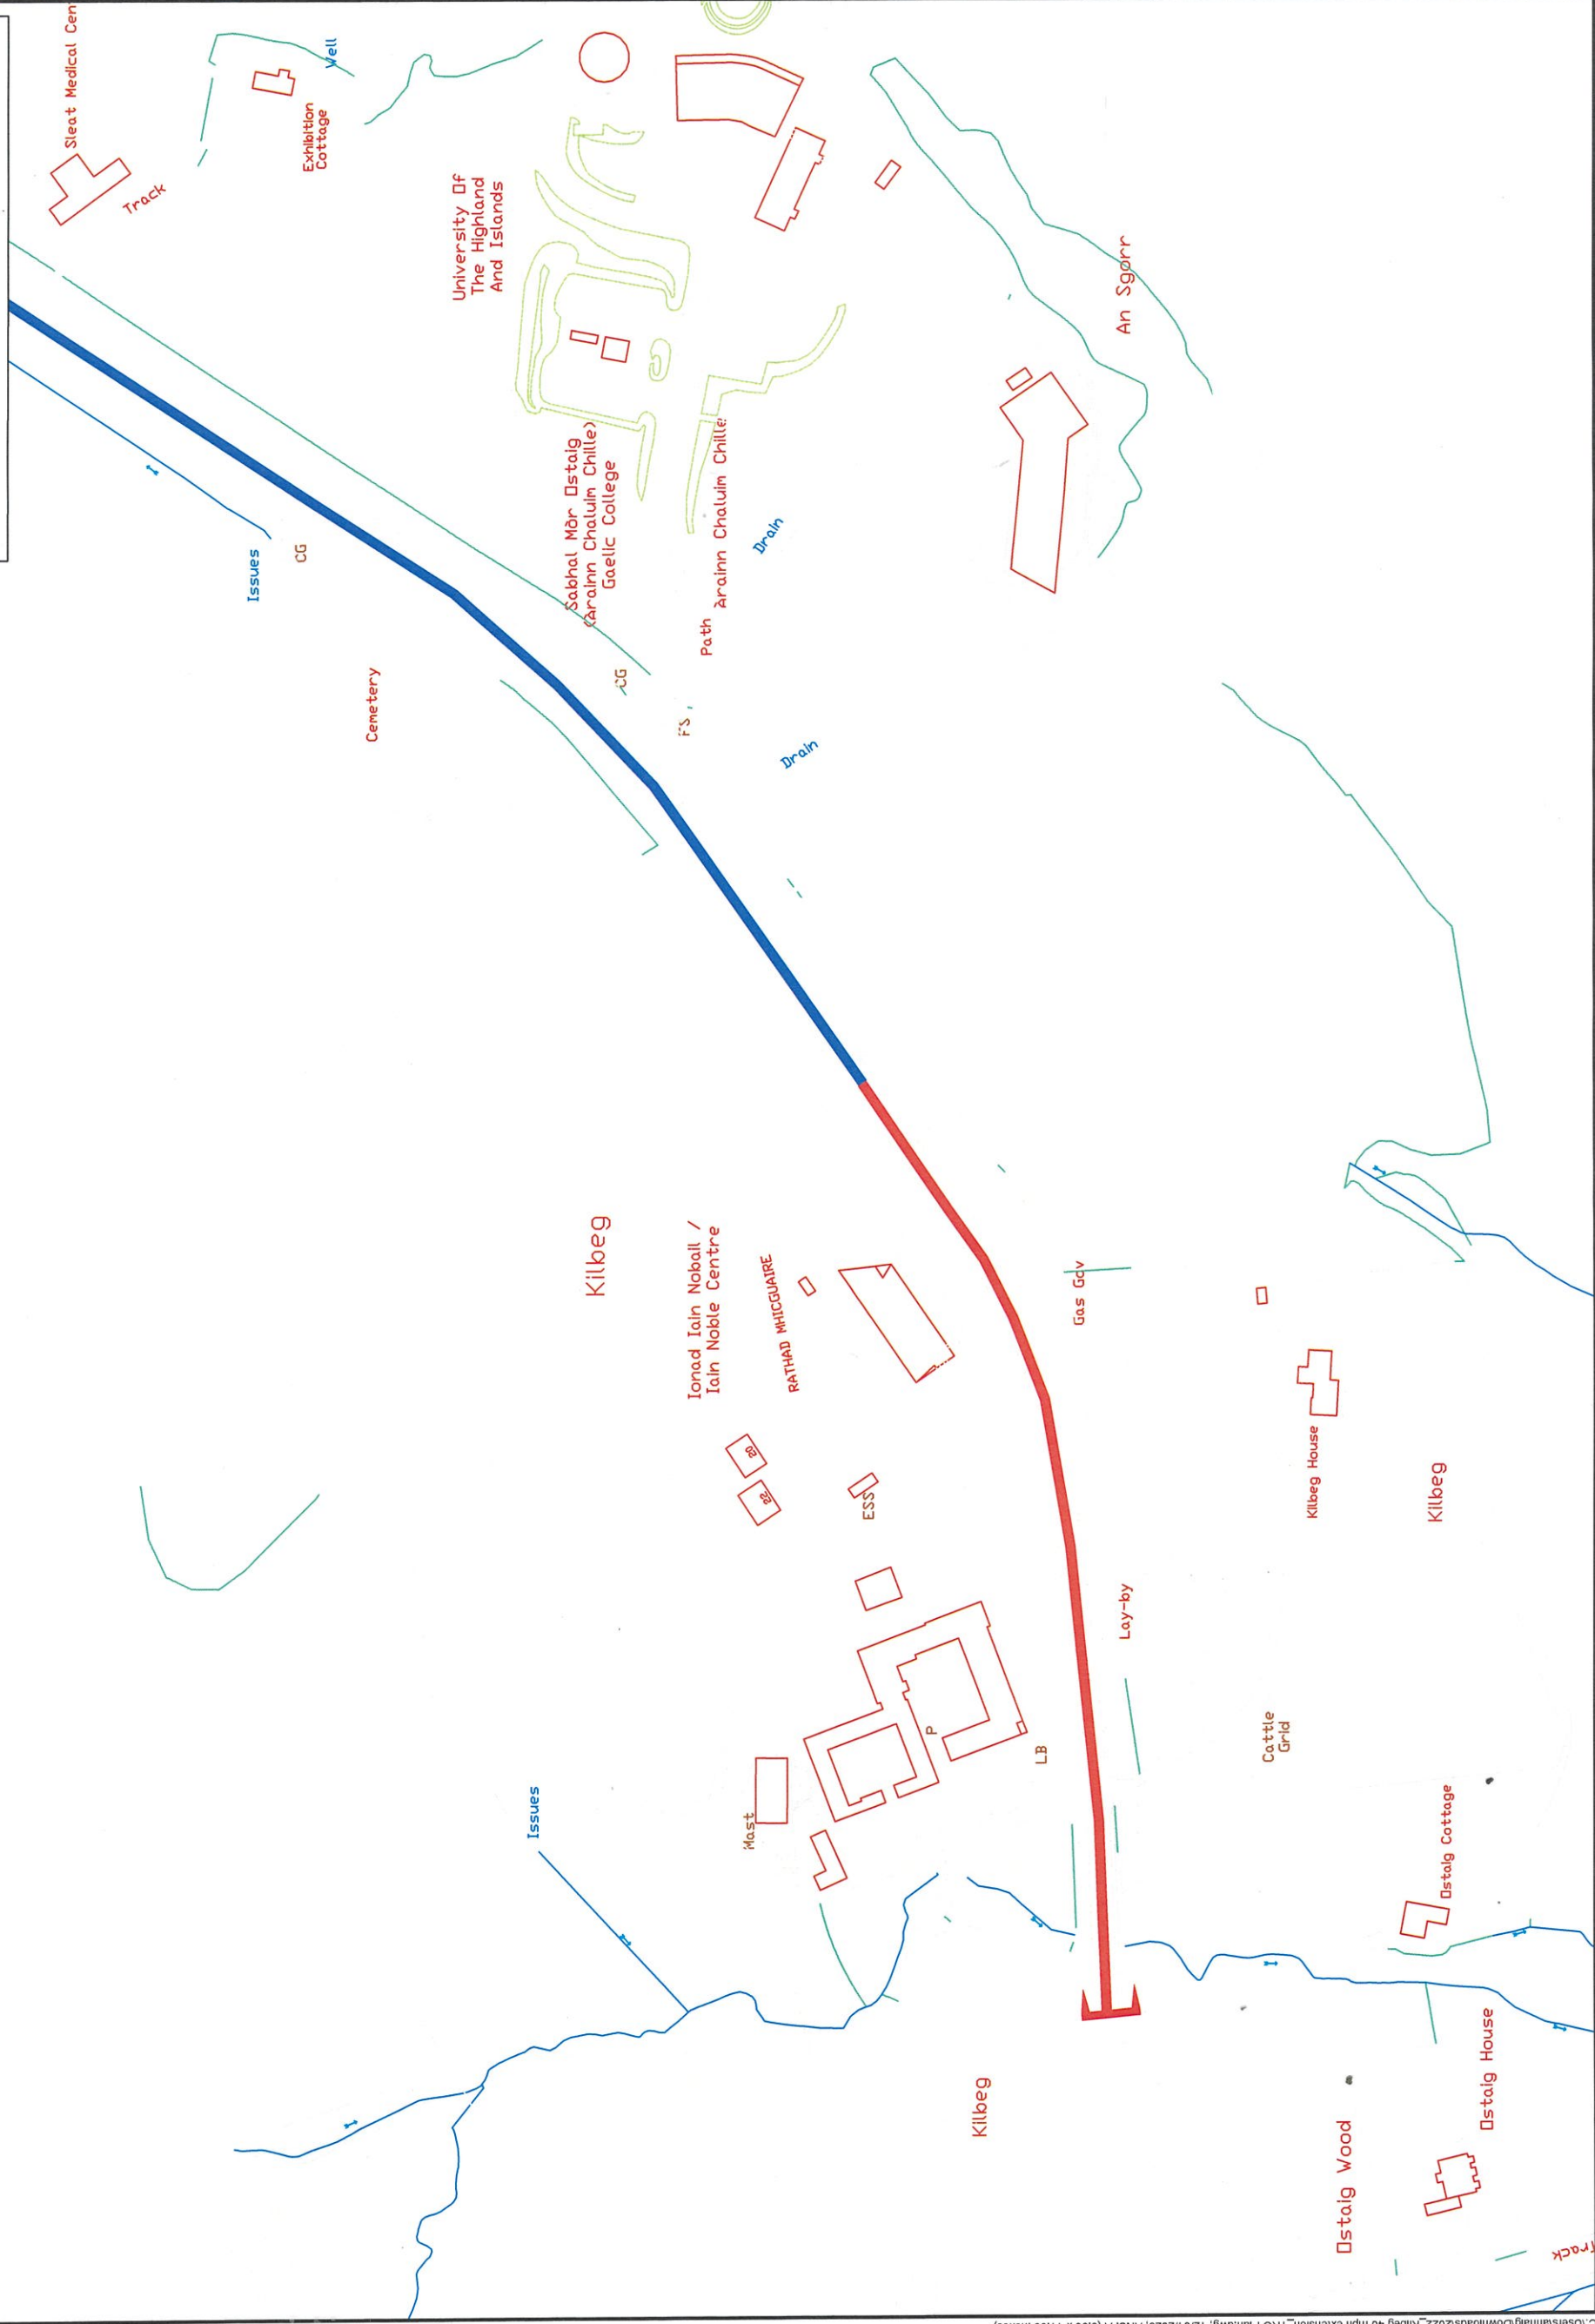 Sleat Medical Cen
Track
Exhibition
Cottage
Well
University Of
The Highland
And Islands
An Sgorr
Issues
CG
Sabhal Mòr Ostaig
(Àrainn Chaluim Chille)
Gaelic College
Path
Àrainn Chaluim Chille
Drain
Cemetery
CG
FS
Drain
Kilbeg
Ionad Iain Noball /
Iain Noble Centre
RATHAD MHICGUAIRE
Gas Gov
20
22
ESS
Kilbeg House
Kilbeg
Lay-by
P
LB
Cattle
Grid
Issues
Mast
Ostaig Cottage
Kilbeg
Ostaig House
Ostaig Wood
Track